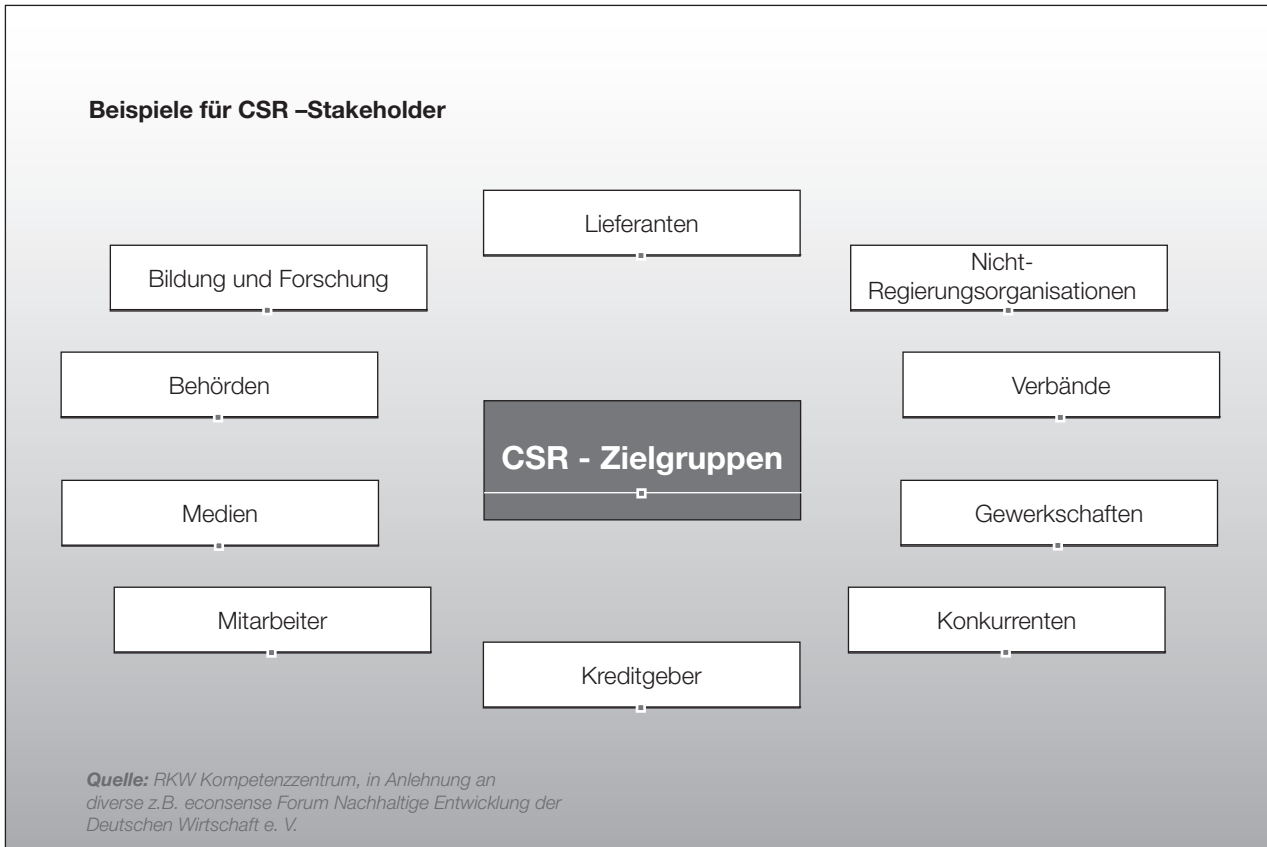 Beispiele für CSR –Stakeholder
Lieferanten
Bildung und Forschung
Nicht-
Regierungsorganisationen
Behörden
Verbände
CSR - Zielgruppen
Medien
Gewerkschaften
Mitarbeiter
Konkurrenten
Kreditgeber
Quelle: RKW Kompetenzzentrum, in Anlehnung an
diverse z.B. econsense Forum Nachhaltige Entwicklung der
Deutschen Wirtschaft e. V.